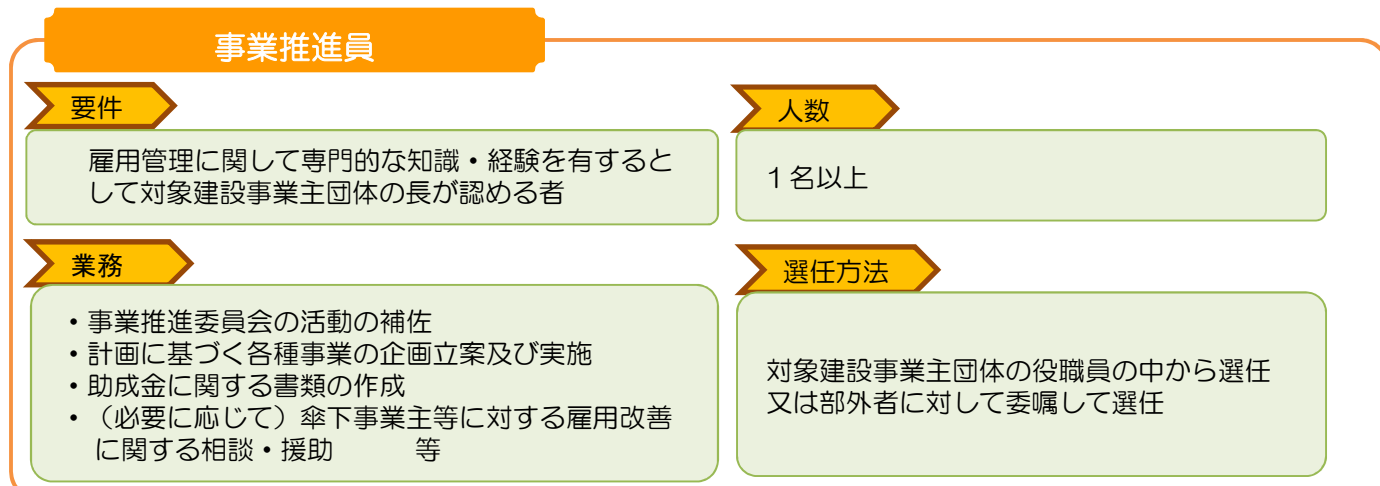 事業推進員
要件
雇用管理に関して専門的な知識・経験を有すると
して対象建設事業主団体の長が認める者
人数
１名以上
業務
・事業推進委員会の活動の補佐
・計画に基づく各種事業の企画立案及び実施
・助成金に関する書類の作成
・（必要に応じて）傘下事業主等に対する雇用改善
に関する相談・援助　　　等
選任方法
対象建設事業主団体の役職員の中から選任
又は部外者に対して委嘱して選任